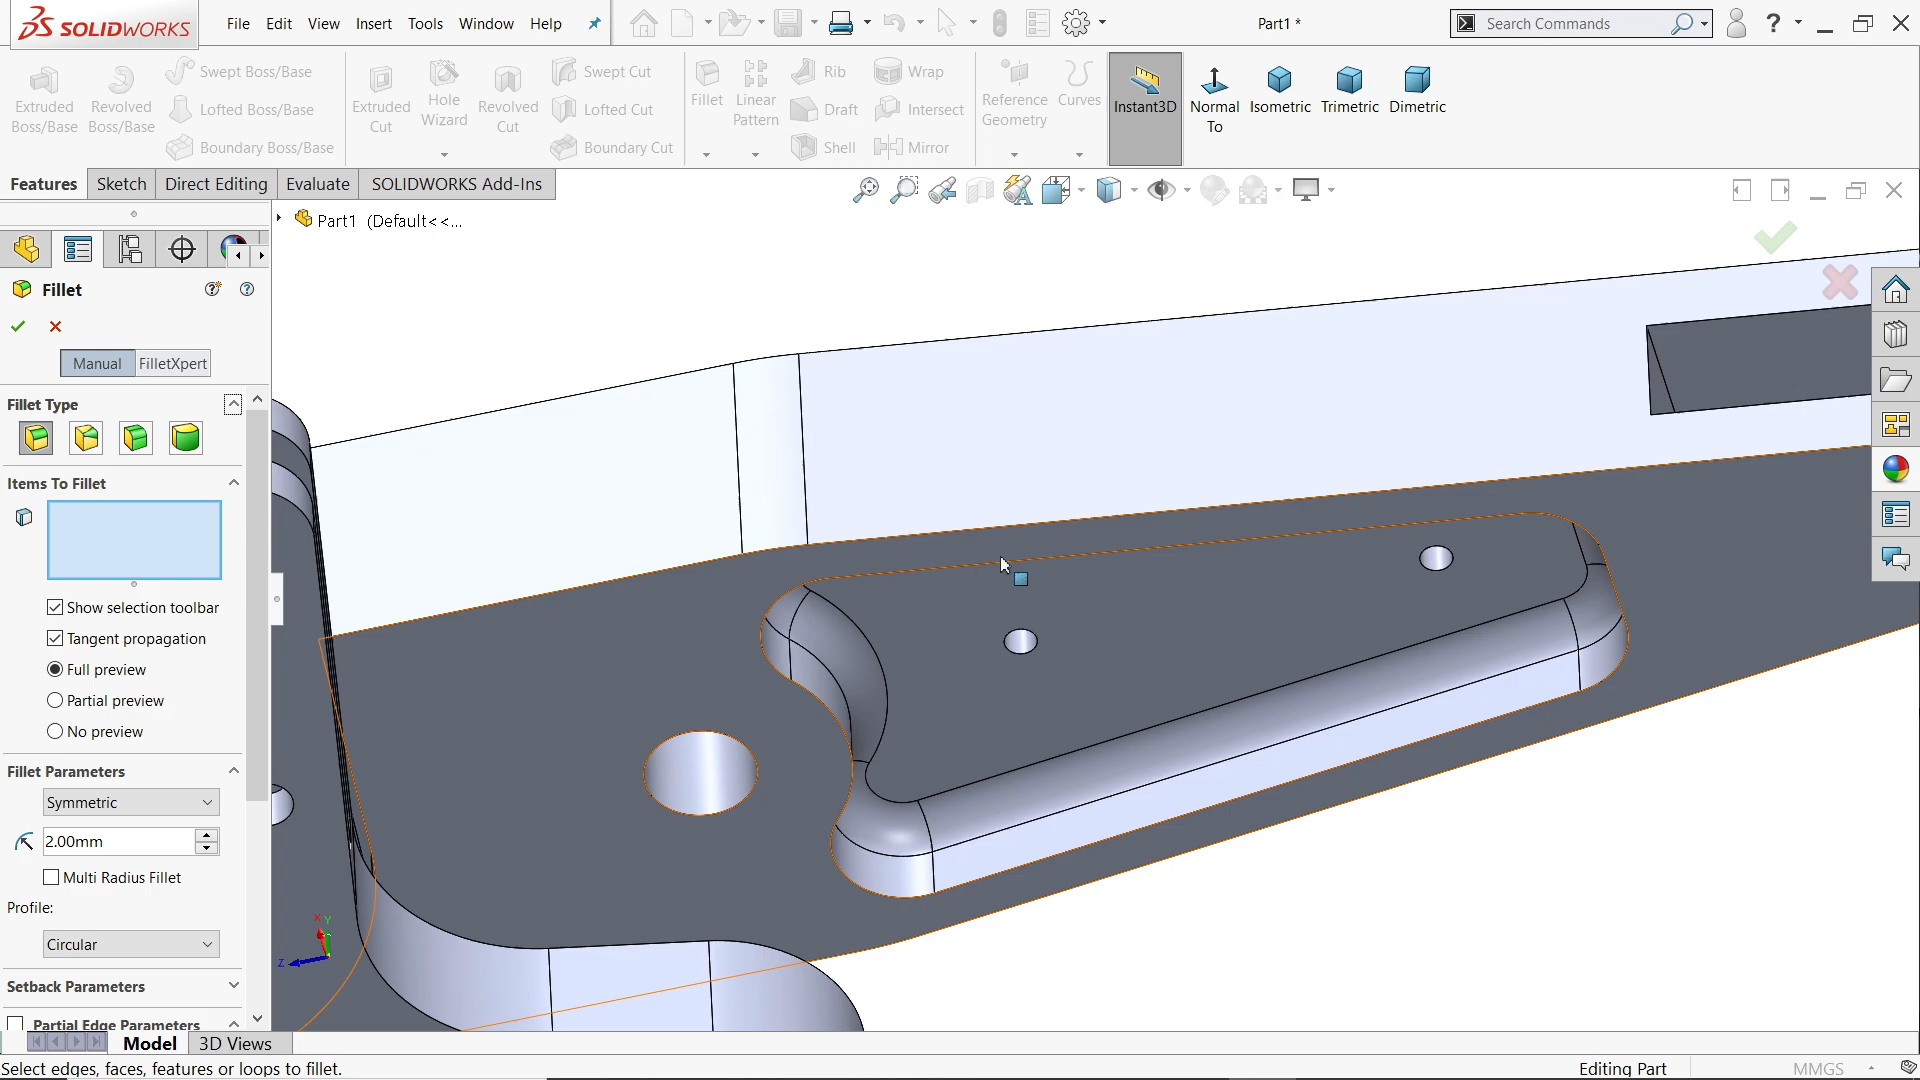 SOLIDWORKS
File Edit View Insert Tools Window Help
Part1 *
Search Commands
?
Extruded Boss/Base
Revolved Boss/Base
Swept Boss/Base
Lofted Boss/Base
Boundary Boss/Base
Extruded Cut
Hole Wizard
Revolved Cut
Swept Cut
Lofted Cut
Boundary Cut
Fillet
Linear Pattern
Rib
Draft
Shell
Wrap
Intersect
Mirror
Reference Geometry
Curves
Instant3D
Normal To
Isometric
Trimetric
Dimetric
Features Sketch Direct Editing Evaluate SOLIDWORKS Add-Ins
Part1 (Default<<...
Fillet
Manual FilletXpert
Fillet Type
Items To Fillet
Show selection toolbar
Tangent propagation
Full preview
Partial preview
No preview
Fillet Parameters
Symmetric
2.00mm
Multi Radius Fillet
Profile:
Circular
Setback Parameters
Partial Edge Parameters
X Y
Z
Model 3D Views
Select edges, faces, features or loops to fillet.
Editing Part
MMGS